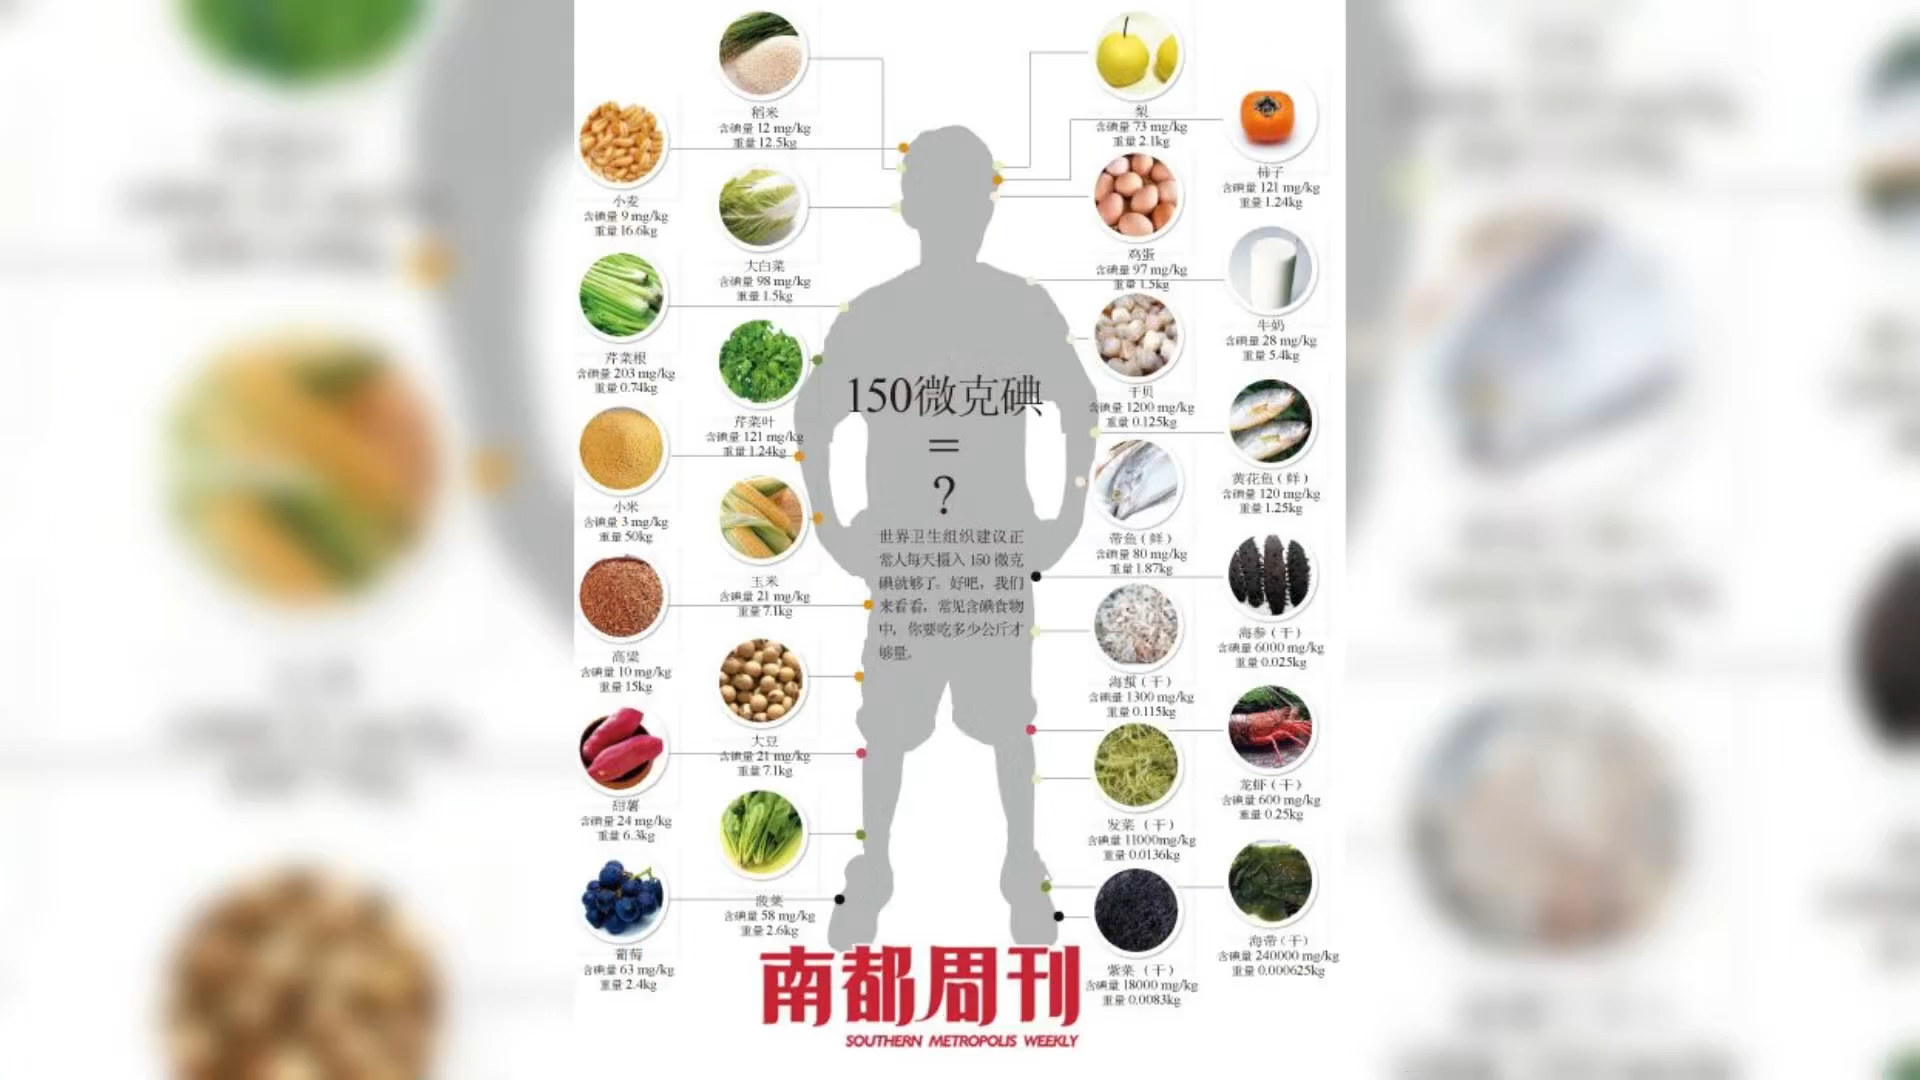 稻米
含碘量 12 mg/kg
重量 12.5kg
小麦
含碘量 9 mg/kg
重量 16.6kg
大白菜
含碘量 98 mg/kg
重量 1.5kg
芹菜根
含碘量 203 mg/kg
重量 0.74kg
芹菜叶
含碘量 121 mg/kg
重量 1.24kg
小米
含碘量 3 mg/kg
重量 50kg
玉米
含碘量 21 mg/kg
重量 7.1kg
高粱
含碘量 10 mg/kg
重量 15kg
大豆
含碘量 21 mg/kg
重量 7.1kg
甜薯
含碘量 24 mg/kg
重量 6.3kg
菠菜
含碘量 58 mg/kg
重量 2.6kg
葡萄
含碘量 63 mg/kg
重量 2.4kg
150微克碘
=
?
世界卫生组织建议正
常人每天摄入 150 微克
碘就够了。好吧，我们
来看看，常见含碘食物
中，你要吃多少公斤才
够量。
梨
含碘量 73 mg/kg
重量 2.1kg
柿子
含碘量 121 mg/kg
重量 1.24kg
鸡蛋
含碘量 97 mg/kg
重量 1.5kg
牛奶
含碘量 28 mg/kg
重量 5.4kg
干贝
含碘量 1200 mg/kg
重量 0.125kg
黄花鱼（鲜）
含碘量 120 mg/kg
重量 1.25kg
带鱼（鲜）
含碘量 80 mg/kg
重量 1.87kg
海参（干）
含碘量 6000 mg/kg
重量 0.025kg
海蜇（干）
含碘量 1300 mg/kg
重量 0.115kg
龙虾（干）
含碘量 600 mg/kg
重量 0.25kg
发菜（干）
含碘量 11000mg/kg
重量 0.0136kg
海带（干）
含碘量 240000 mg/kg
重量 0.000625kg
紫菜（干）
含碘量 18000 mg/kg
重量 0.0083kg
南都周刊
SOUTHERN METROPOLIS WEEKLY